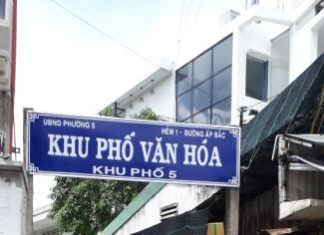 UBND PHƯỜNG 5
HẺM 1 - ĐƯỜNG ẤP BẮC
KHU PHỐ VĂN HÓA
KHU PHỐ 5